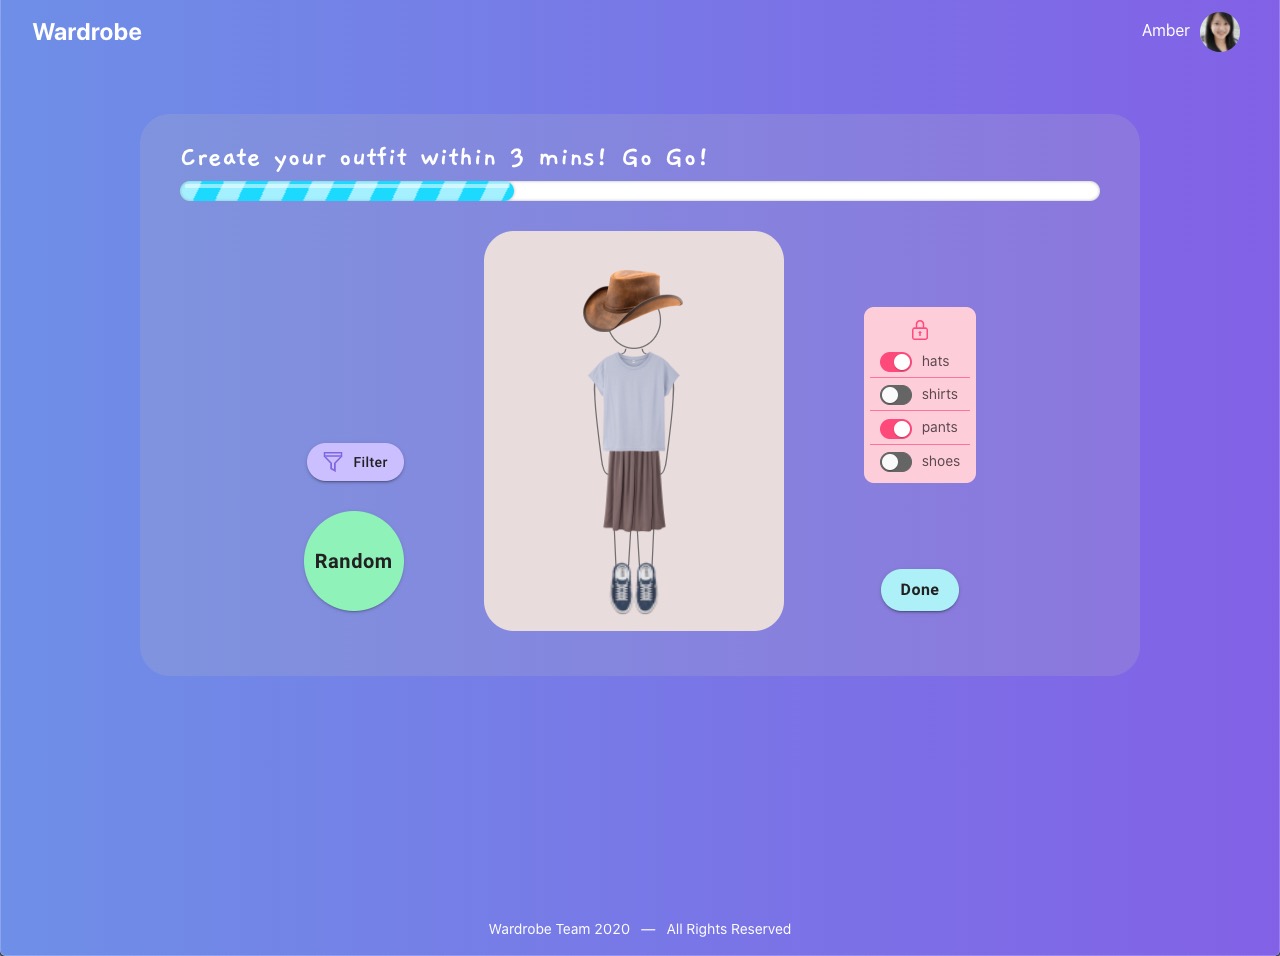 Wardrobe
Amber
Create your outfit within 3 mins! Go Go!
hats
shirts
pants
shoes
Filter
Random
Done
Wardrobe Team 2020 — All Rights Reserved